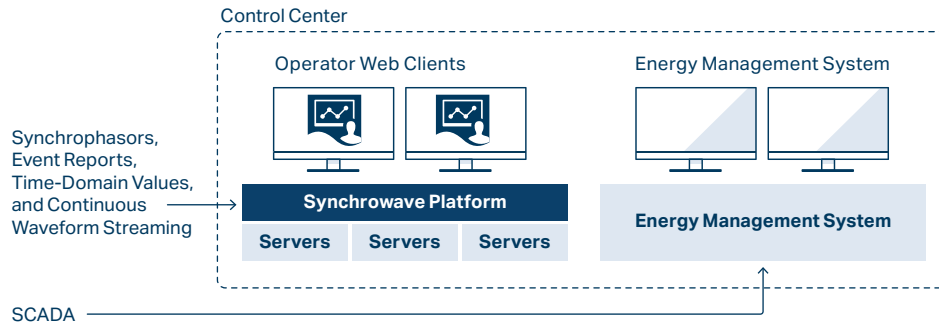 Control Center
Operator Web Clients
Energy Management System
Synchrophasors,
Event Reports,
Time-Domain Values,
and Continuous
Waveform Streaming
Synchrowave Platform
Servers
Servers
Servers
Energy Management System
SCADA